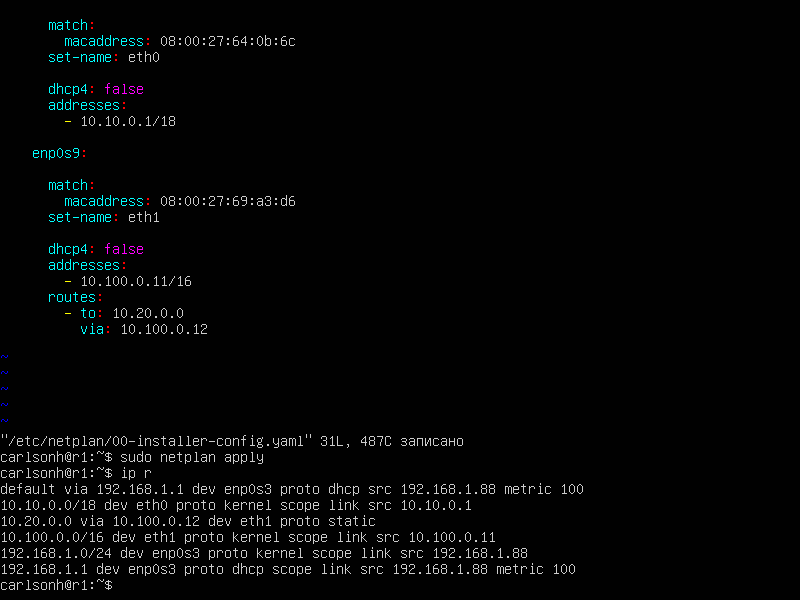 match:
macaddress: 08:00:27:64:0b:6c
set-name: eth0
dhcp4: false
addresses:
- 10.10.0.1/18
enp0s9:
match:
macaddress: 08:00:27:69:a3:d6
set-name: eth1
dhcp4: false
addresses:
- 10.100.0.11/16
routes:
- to: 10.20.0.0
via: 10.100.0.12
~
~
~
~
~
"/etc/netplan/00-installer-config.yaml" 31L, 487C записано
carlsonh@r1:~$ sudo netplan apply
carlsonh@r1:~$ ip r
default via 192.168.1.1 dev enp0s3 proto dhcp src 192.168.1.88 metric 100
10.10.0.0/18 dev eth0 proto kernel scope link src 10.10.0.1
10.20.0.0 via 10.100.0.12 dev eth1 proto static
10.100.0.0/16 dev eth1 proto kernel scope link src 10.100.0.11
192.168.1.0/24 dev enp0s3 proto kernel scope link src 192.168.1.88
192.168.1.1 dev enp0s3 proto dhcp scope link src 192.168.1.88 metric 100
carlsonh@r1:~$